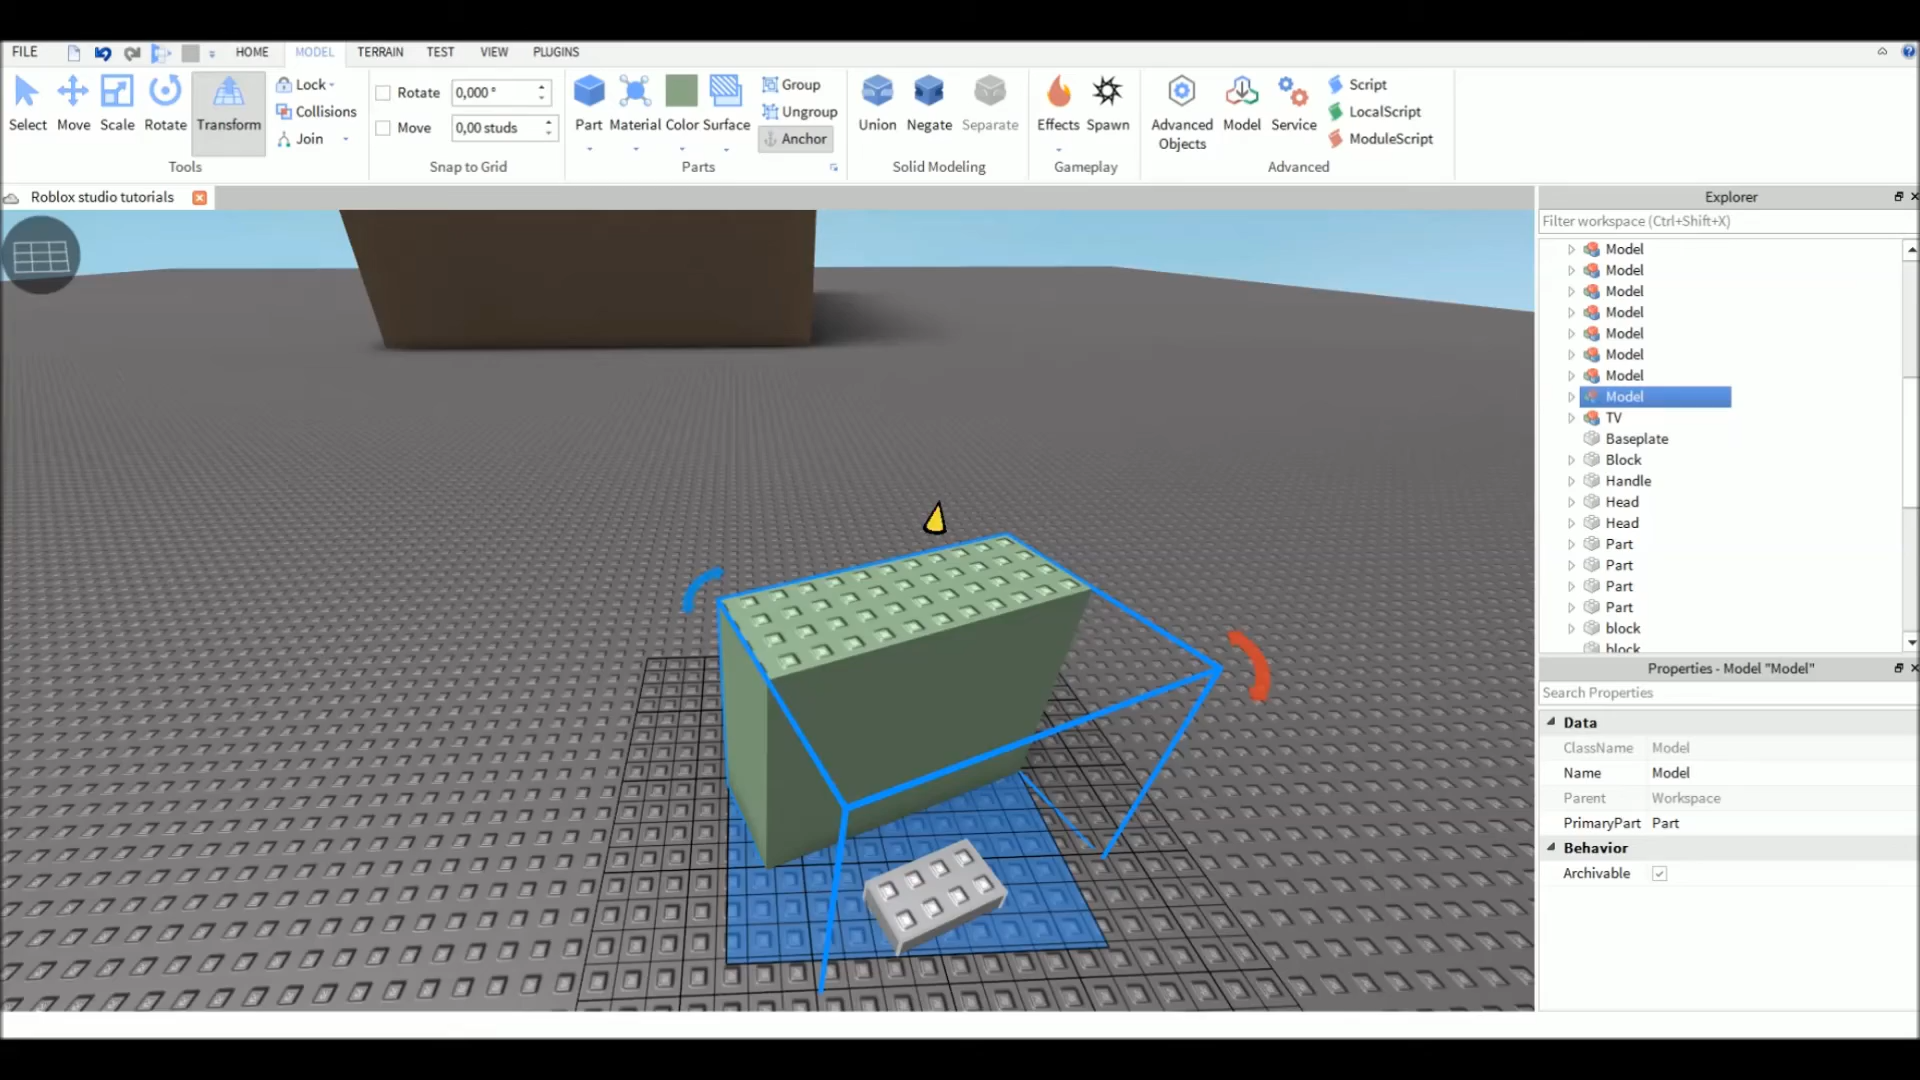 FILE HOME MODEL TERRAIN TEST VIEW PLUGINS
Select Move Scale Rotate Transform
Lock
Collisions
Join
Tools
Rotate 0,000 °
Move 0,00 studs
Snap to Grid
Part Material Color Surface
Group
Ungroup
Anchor
Parts
Union Negate Separate
Solid Modeling
Effects Spawn
Gameplay
Advanced Objects Model Service
Script
LocalScript
ModuleScript
Advanced
Roblox studio tutorials
Explorer
Filter workspace (Ctrl+Shift+X)
Model
Model
Model
Model
Model
Model
Model
Model
TV
Baseplate
Block
Handle
Head
Head
Part
Part
Part
Part
block
block
Properties - Model "Model"
Search Properties
Data
ClassName Model
Name Model
Parent Workspace
PrimaryPart Part
Behavior
Archivable